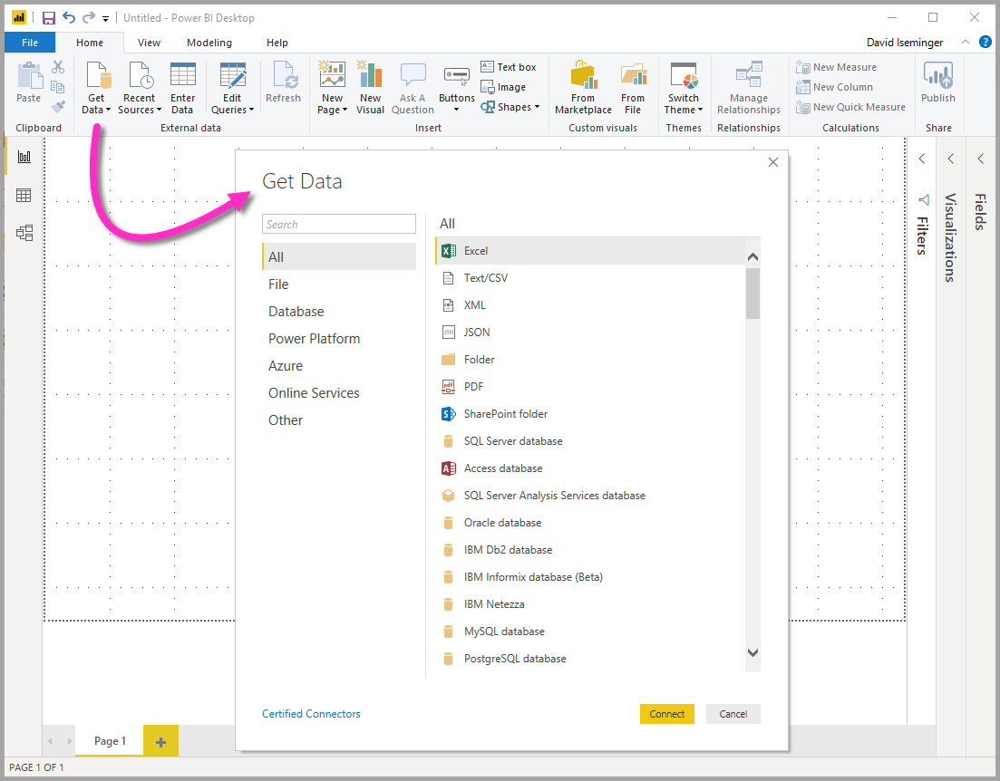 Untitled - Power BI Desktop
File Home View Modeling Help David Iseminger ?
Paste
Get Data
Recent Sources
Enter Data
Edit Queries
Refresh
New Page
New Visual
Ask A Question
Buttons
Text box
Image
Shapes
From Marketplace
From File
Switch Theme
Manage Relationships
New Measure
New Column
New Quick Measure
Publish
Clipboard External data Insert Custom visuals Themes Relationships Calculations Share
Get Data
Search
All
File
Database
Power Platform
Azure
Online Services
Other
All
Excel
Text/CSV
XML
JSON
Folder
PDF
SharePoint folder
SQL Server database
Access database
SQL Server Analysis Services database
Oracle database
IBM Db2 database
IBM Informix database (Beta)
IBM Netezza
MySQL database
PostgreSQL database
Certified Connectors
Connect Cancel
Filters
Visualizations
Fields
Page 1 +
PAGE 1 OF 1